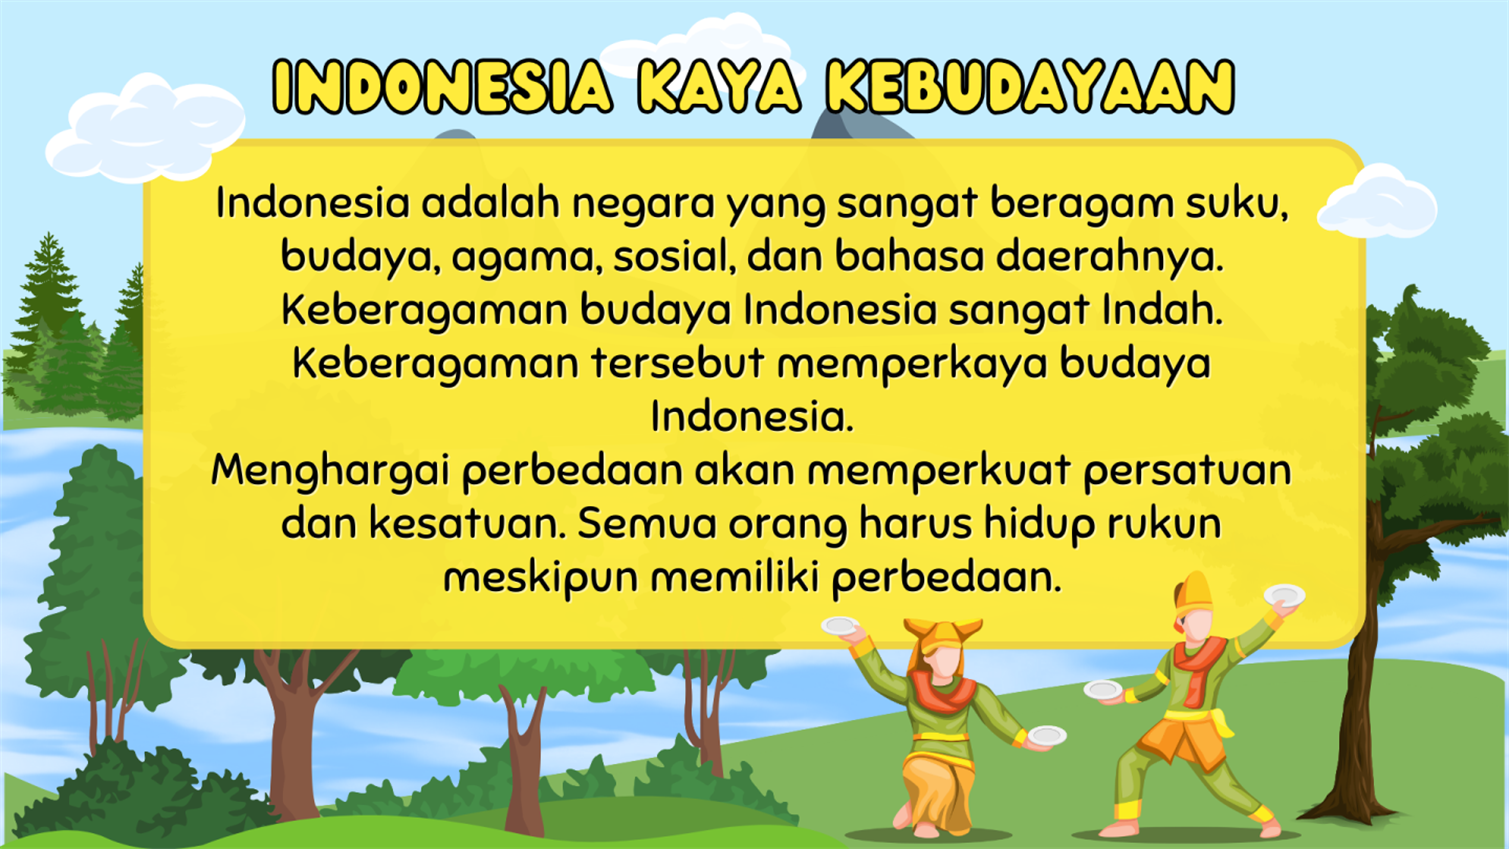 INDONESIA KAYA KEBUDAYAAN
Indonesia adalah negara yang sangat beragam suku,
budaya, agama, sosial, dan bahasa daerahnya.
Keberagaman budaya Indonesia sangat Indah.
Keberagaman tersebut memperkaya budaya
Indonesia.
Menghargai perbedaan akan memperkuat persatuan
dan kesatuan. Semua orang harus hidup rukun
meskipun memiliki perbedaan.